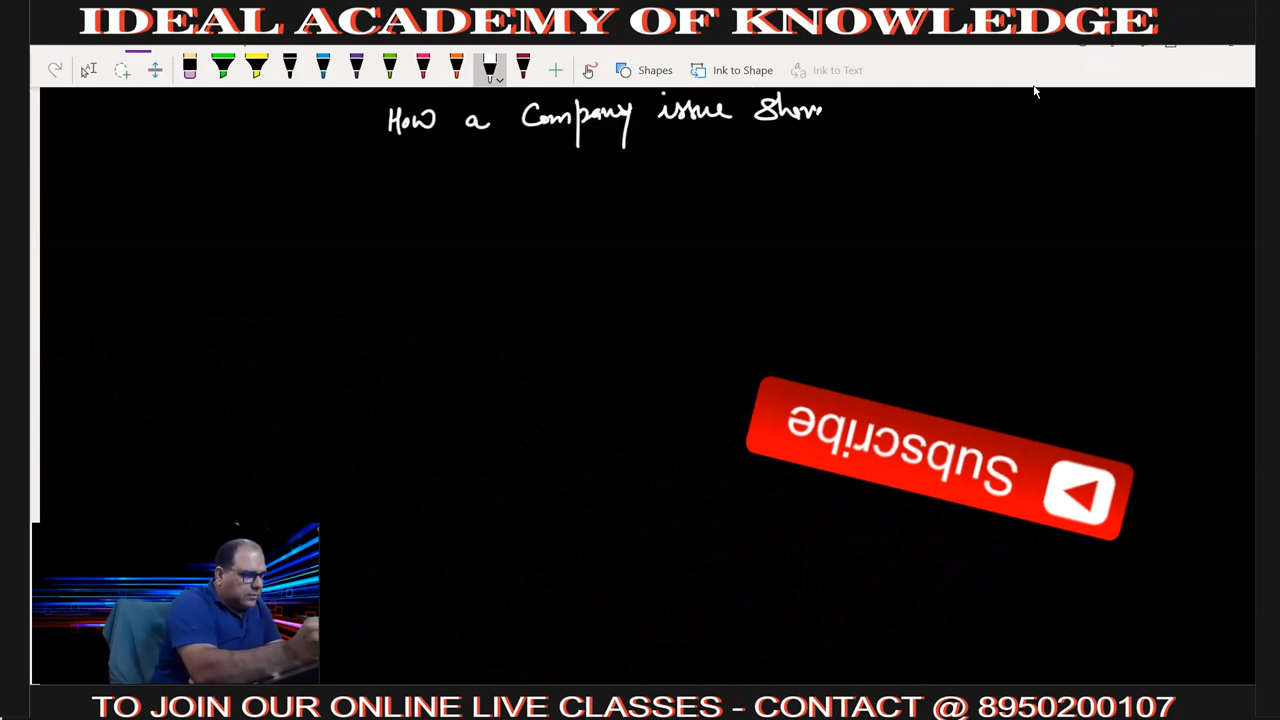 IDEAL ACADEMY OF KNOWLEDGE
Shapes Ink to Shape Ink to Text
How a Company issue
Subscribe
TO JOIN OUR ONLINE LIVE CLASSES - CONTACT @ 8950200107